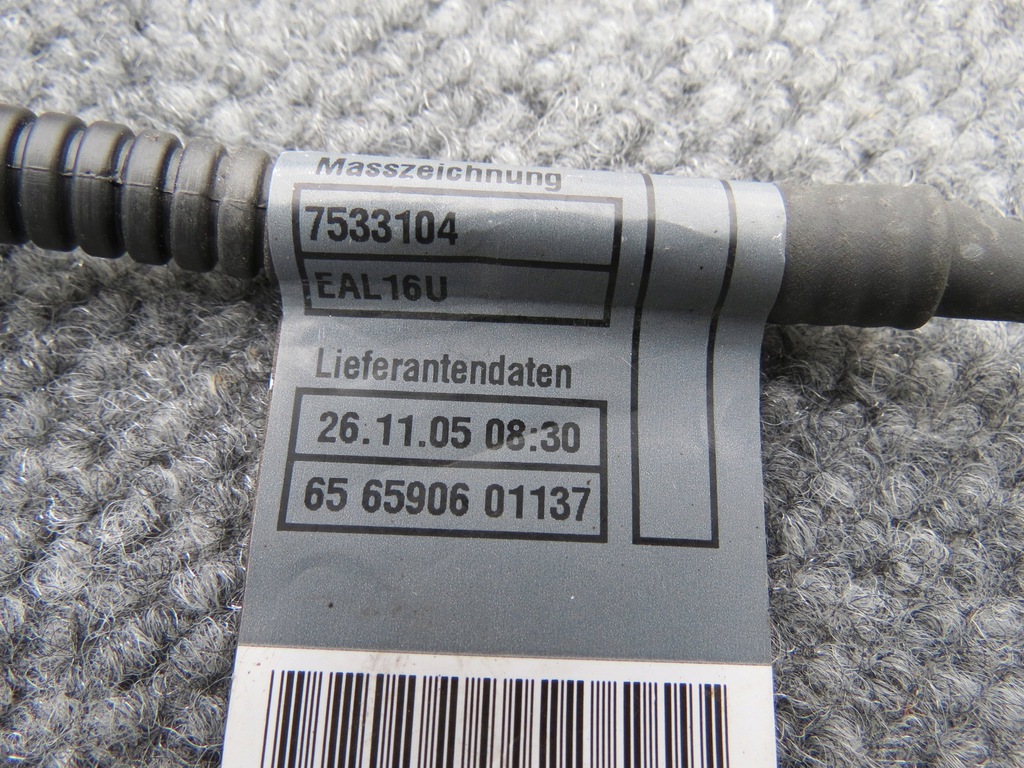 Masszeichnung
7533104
EAL16U
Lieferantendaten
26.11.05 08:30
65 65906 01137